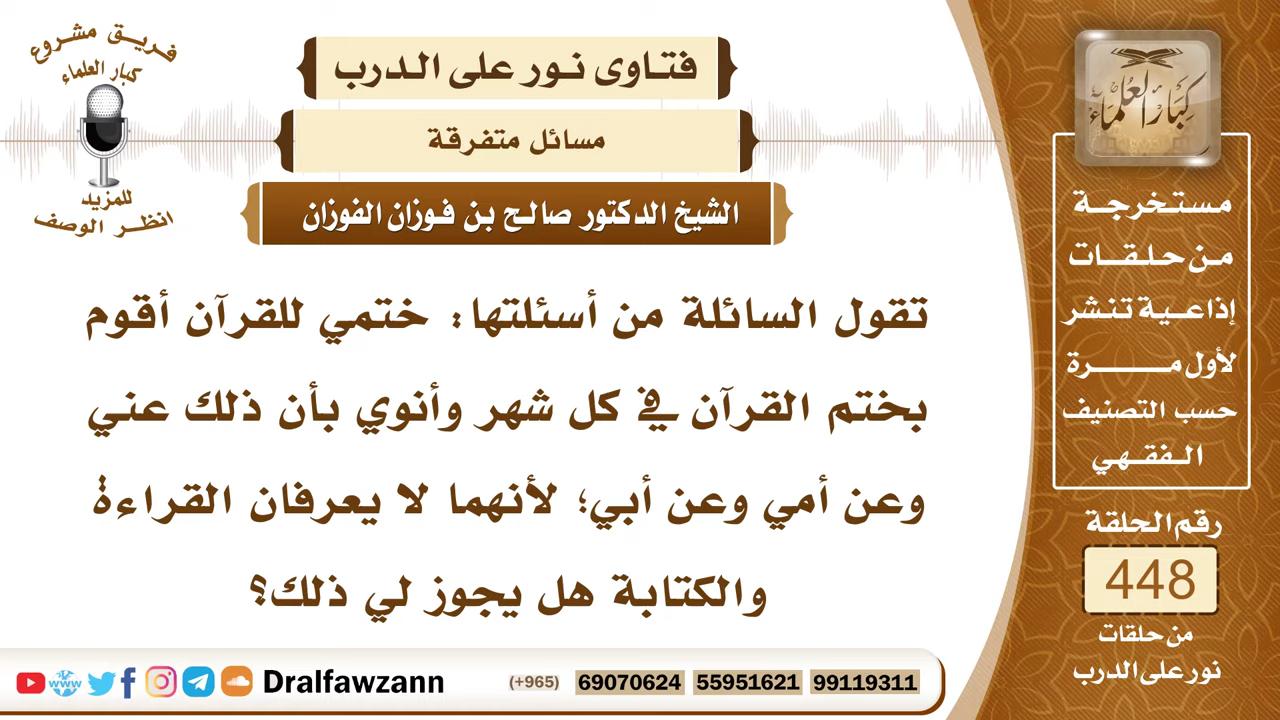 فريق مشروع
كبار العلماء
للمزيد
انظر الوصف
فتاوى نور على الدرب
مسائل متفرقة
الشيخ الدكتور صالح بن فوزان الفوزان
تقول السائلة من أسئلتها: ختمي للقرآن أقوم
بختم القرآن في كل شهر وأنوي بأن ذلك عني
وعن أمي وعن أبي؛ لأنهما لا يعرفان القراءة
والكتابة هل يجوز لي ذلك؟
كبار العلماء
مستخرجة
من حلقات
إذاعية تنشر
لأول مرة
حسب التصنيف
الفقهي
رقم الحلقة
448
من حلقات
نور على الدرب
www Dralfawzann (+965) 69070624 55951621 99119311